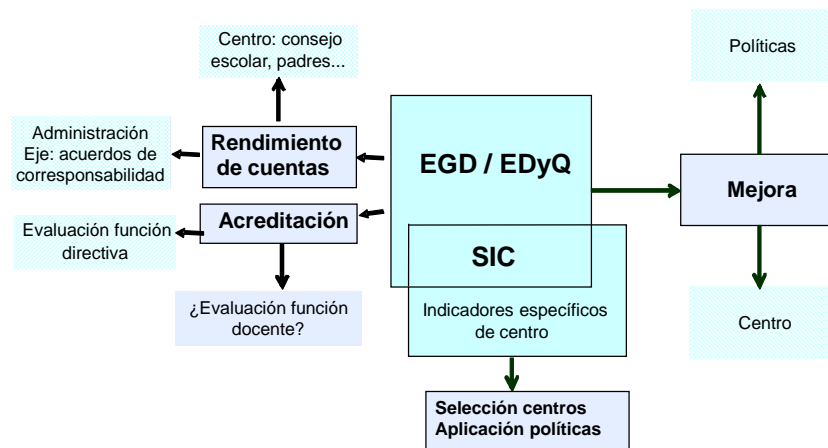 Centro: consejo
escolar, padres...
Políticas
Administración
Eje: acuerdos de
corresponsabilidad
Rendimiento
de cuentas
EGD / EDyQ
Mejora
Acreditación
Evaluación función
directiva
SIC
¿Evaluación función
docente?
Indicadores específicos
de centro
Centro
Selección centros
Aplicación políticas